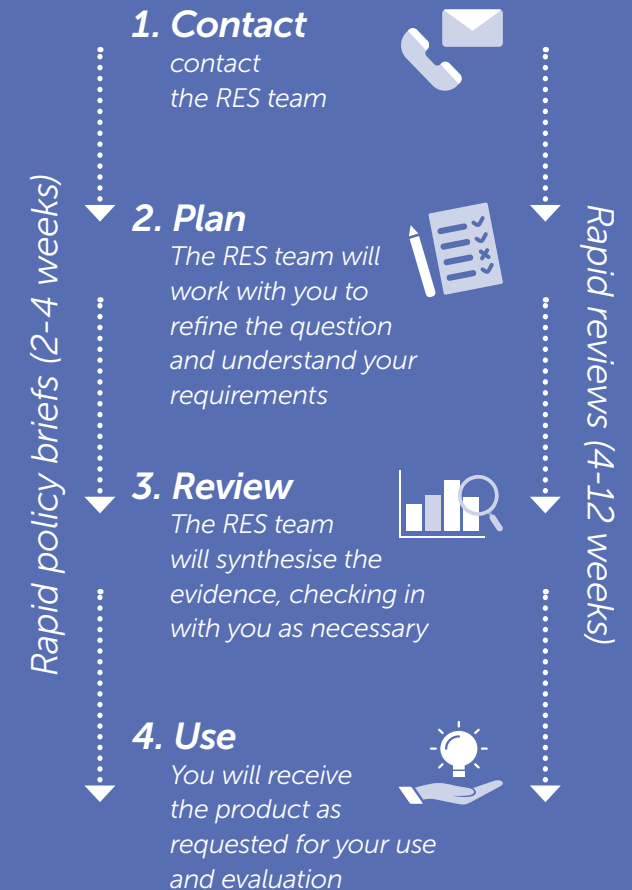 1. Contact
contact
the RES team
2. Plan
The RES team will
work with you to
refine the question
and understand your
requirements
3. Review
The RES team
will synthesise the
evidence, checking in
with you as necessary
4. Use
You will receive
the product as
requested for your use
and evaluation
Rapid policy briefs (2-4 weeks)
Rapid reviews (4-12 weeks)